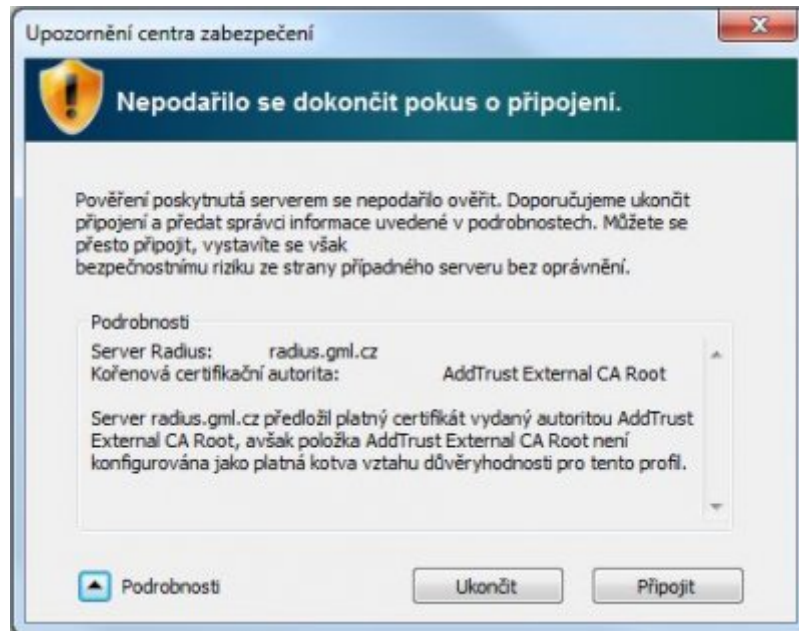 Upozornění centra zabezpečení
Nepodařilo se dokončit pokus o připojení.
Pověření poskytnutá serverem se nepodařilo ověřit. Doporučujeme ukončit
připojení a předat správci informace uvedené v podrobnostech. Můžete se
přesto připojit, vystavíte se však
bezpečnostnímu riziku ze strany případného serveru bez oprávnění.
Podrobnosti
Server Radius: radius.gml.cz
Kořenová certifikační autorita: AddTrust External CA Root
Server radius.gml.cz předložil platný certifikát vydaný autoritou AddTrust
External CA Root, avšak položka AddTrust External CA Root není
konfigurována jako platná kotva vztahu důvěryhodnosti pro tento profil.
Podrobnosti Ukončit Připojit